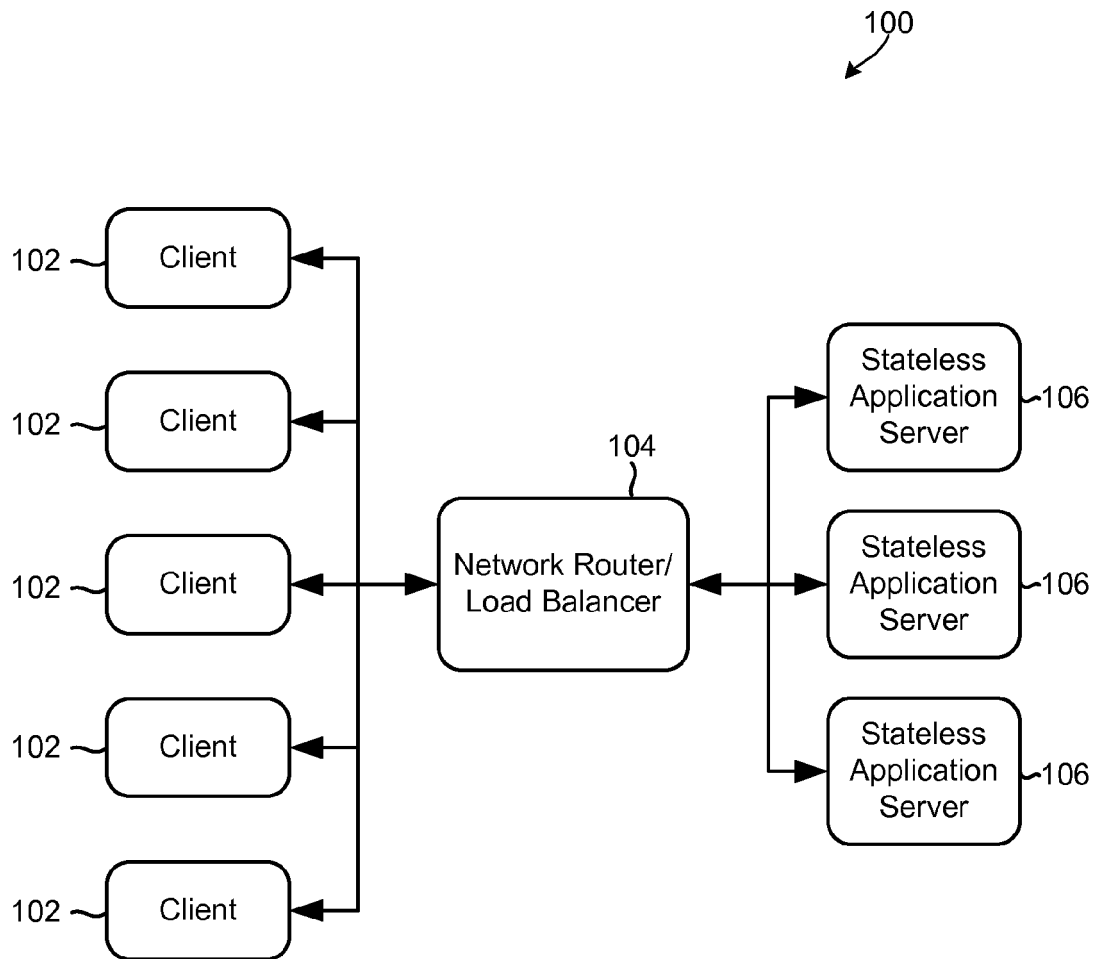 100
102
Client
102
Client
102
Client
102
Client
102
Client
104
Network Router/
Load Balancer
Stateless
Application
Server
106
Stateless
Application
Server
106
Stateless
Application
Server
106